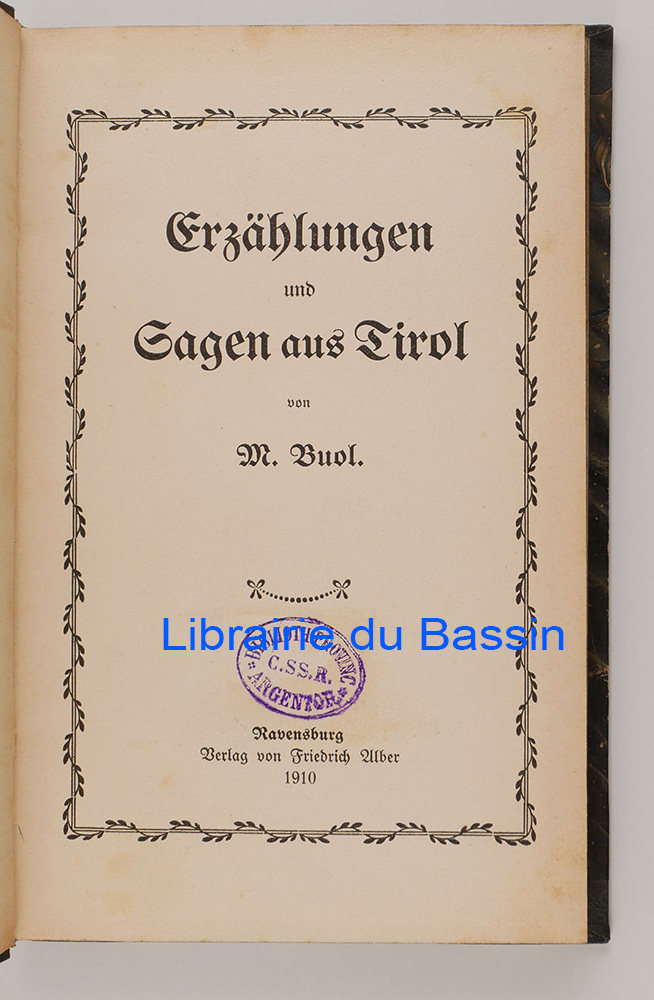 Erzählungen
und
Sagen aus Tirol
von
M. Buol.
Librairie du Bassin
C.SS.R.
ARGENTOR.
Ravensburg
Verlag von Friedrich Alber
1910